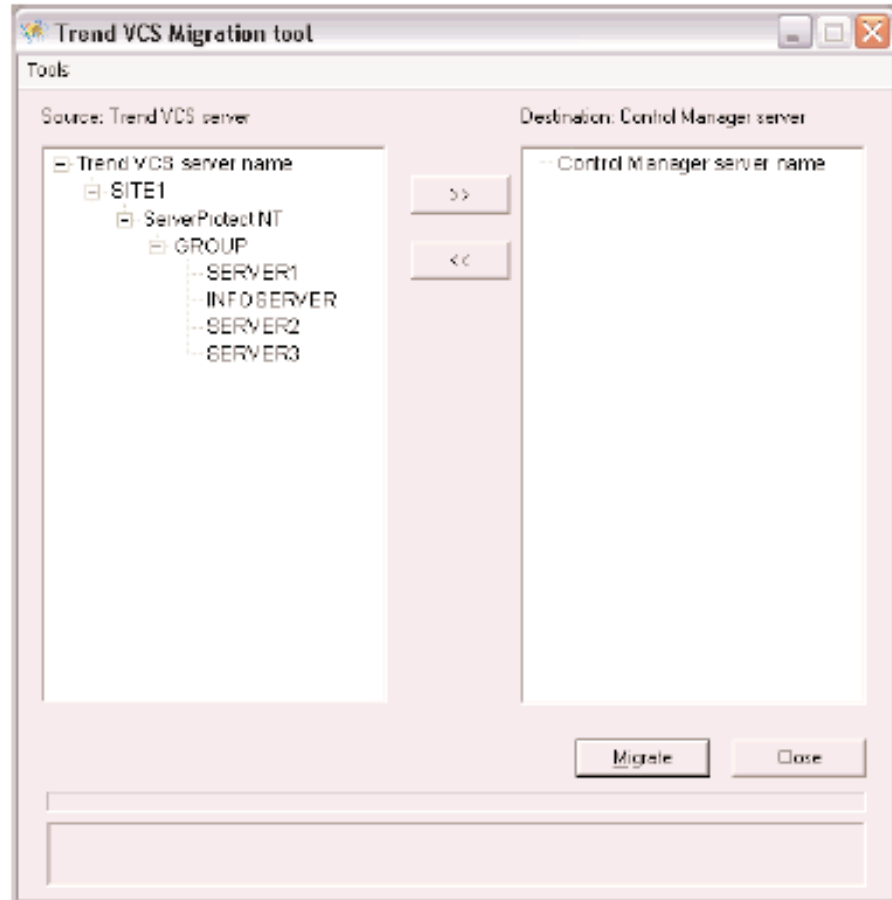 Trend VCS Migration tool
Tools
Source: Trend VCS server
Destination: Control Manager server
Trend VCS server name
SITE1
ServerProtect NT
GROUP
SERVER1
INFOSERVER
SERVER2
SERVER3
Control Manager server name
>>
<<
Migrate
Close